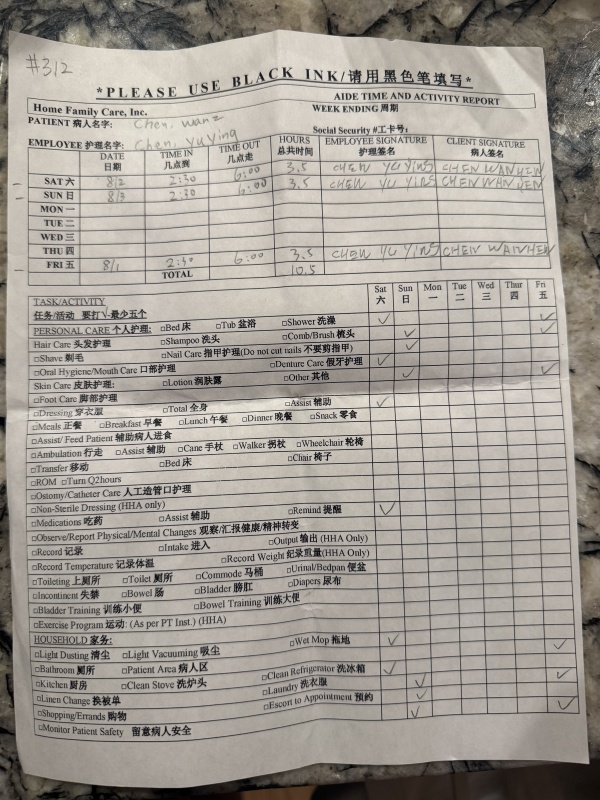 #312
*PLEASE USE BLACK INK/请用黑色笔填写*
Home Family Care, Inc.
AIDE TIME AND ACTIVITY REPORT
PATIENT 病人名字: Chen, wanz
WEEK ENDING 周期
EMPLOYEE 护理名字: Chen, YuYing
Social Security #工卡号:
DATE 日期 TIME IN 几点到 TIME OUT 几点走 HOURS 总共时间 EMPLOYEE SIGNATURE 护理签名 CLIENT SIGNATURE 病人签名
SAT 六 8/2 2:30 6:00 3.5 CHEN YU YING CHEN WANHEN
SUN 日 8/3 2:30 6:00 3.5 CHEN YU YING CHEN WAN HEN
MON 一
TUE 二
WED 三
THU 四
FRI 五 8/1 2:30 6:00 3.5 CHEN YU YING CHEN WANHEN
TOTAL 10.5
TASK/ACTIVITY
任务/活动 要打√-最少五个
Sat 六 Sun 日 Mon 一 Tue 二 Wed 三 Thur 四 Fri 五
PERSONAL CARE 个人护理: □Bed 床 □Tub 盆浴 □Shower 洗澡 ✓ ✓
Hair Care 头发护理 □Shampoo 洗头 □Comb/Brush 梳头 ✓ ✓
□Shave 剃毛 □Nail Care 指甲护理(Do not cut nails 不要剪指甲) ✓
□Oral Hygiene/Mouth Care 口部护理 □Denture Care 假牙护理 ✓
Skin Care 皮肤护理: □Lotion 润肤露 □Other 其他 ✓ ✓
□Foot Care 脚部护理
□Dressing 穿衣服 □Total 全身 □Assist 辅助 ✓
□Meals 正餐 □Breakfast 早餐 □Lunch 午餐 □Dinner 晚餐 □Snack 零食
□Assist/ Feed Patient 辅助病人进食
□Ambulation 行走 □Assist 辅助 □Cane 手杖 □Walker 拐杖 □Wheelchair 轮椅
□Transfer 移动 □Bed 床 □Chair 椅子
□ROM □Turn Q2hours
□Ostomy/Catheter Care 人工造管口护理
□Non-Sterile Dressing (HHA only)
□Medications 吃药 □Assist 辅助 □Remind 提醒 ✓
□Observe/Report Physical/Mental Changes 观察/汇报健康/精神转变
□Record 记录 □Intake 进入 □Output 输出 (HHA Only)
□Record Temperature 记录体温 □Record Weight 纪录重量(HHA Only)
□Toileting 上厕所 □Toilet 厕所 □Commode 马桶 □Urinal/Bedpan 便盆
□Incontinent 失禁 □Bowel 肠 □Bladder 膀胱 □Diapers 尿布
□Bladder Training 训练小便 □Bowel Training 训练大便
□Exercise Program 运动: (As per PT Inst.) (HHA)
HOUSEHOLD 家务:
□Light Dusting 清尘 □Light Vacuuming 吸尘 □Wet Mop 拖地 ✓ ✓
□Bathroom 厕所 □Patient Area 病人区
□Kitchen 厨房 □Clean Stove 洗炉头 □Clean Refrigerator 洗冰箱 ✓ ✓
□Linen Change 换被单 □Laundry 洗衣服 ✓
□Shopping/Errands 购物 □Escort to Appointment 预约 ✓
□Monitor Patient Safety 留意病人安全 ✓ ✓